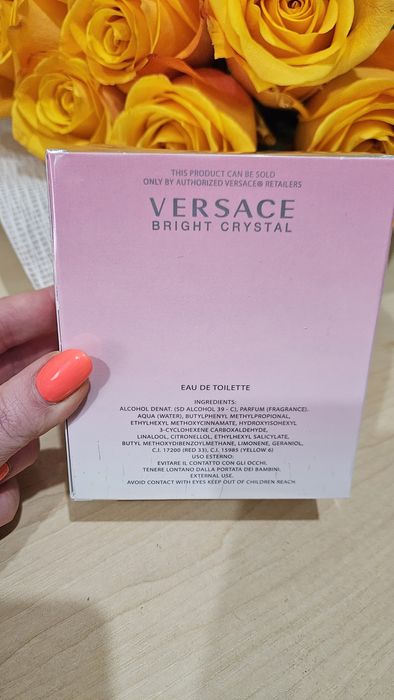 THIS PRODUCT CAN BE SOLD
ONLY BY AUTHORIZED VERSACE® RETAILERS
VERSACE
BRIGHT CRYSTAL
EAU DE TOILETTE
INGREDIENTS:
ALCOHOL DENAT. (SD ALCOHOL 39 - C), PARFUM (FRAGRANCE).
AQUA (WATER), BUTYLPHENYL METHYLPROPIONAL,
ETHYLHEXYL METHOXYCINNAMATE, HYDROXYISOHEXYL
3-CYCLOHEXENE CARBOXALDEHYDE,
LINALOOL, CITRONELLOL, ETHYLHEXYL SALICYLATE,
BUTYL METHOXYDIBENZOYLMETHANE, LIMONENE, GERANIOL,
C.I. 17200 (RED 33), C.I. 15985 (YELLOW 6)
USO ESTERNO:
EVITARE IL CONTATTO CON GLI OCCHI.
TENERE LONTANO DALLA PORTATA DEI BAMBINI.
EXTERNAL USE.
AVOID CONTACT WITH EYES KEEP OUT OF CHILDREN REACH.